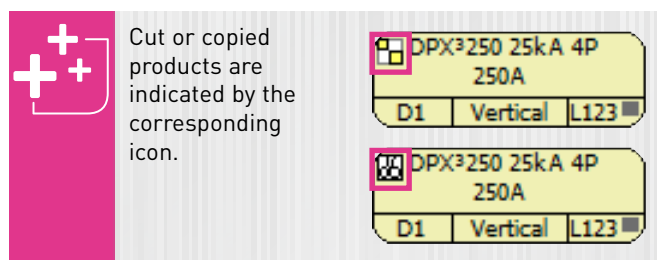 Cut or copied
products are
indicated by the
corresponding
icon.
DPX³250 25kA 4P
250A
D1 Vertical L123
DPX³250 25kA 4P
250A
D1 Vertical L123